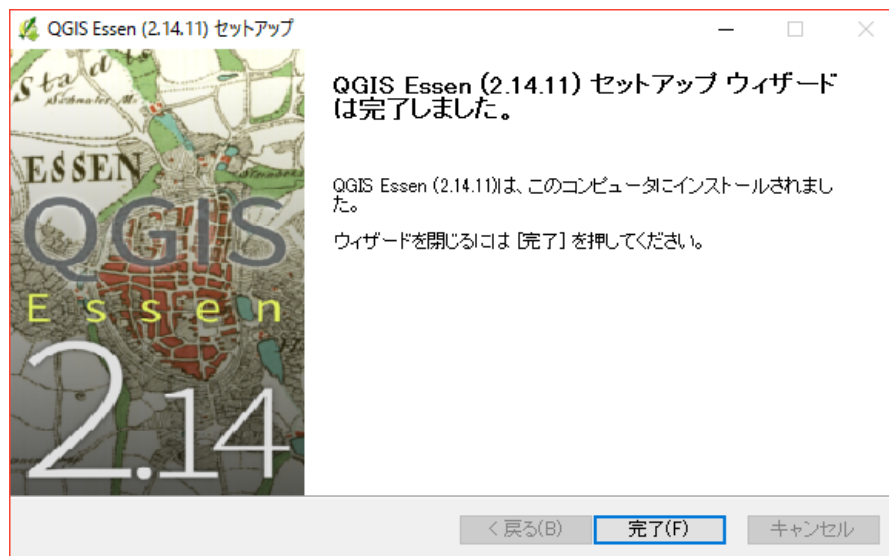 QGIS Essen (2.14.11) セットアップ
QGIS Essen (2.14.11) セットアップ ウィザード
は完了しました。
QGIS Essen (2.14.11)は、このコンピュータにインストールされまし
た。
ウィザードを閉じるには [完了] を押してください。
Stadt
ESSEN
QGIS
Essen
2.14
< 戻る(B)
完了(F)
キャンセル